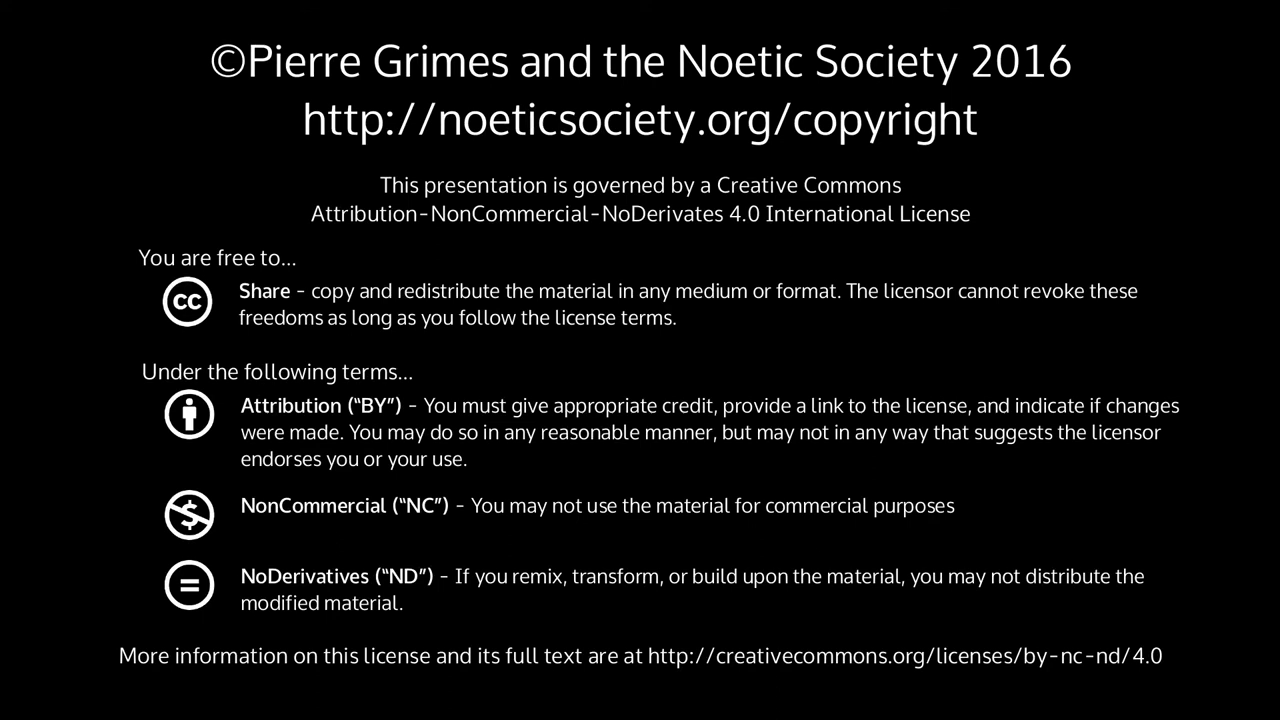 ©Pierre Grimes and the Noetic Society 2016
http://noeticsociety.org/copyright
This presentation is governed by a Creative Commons
Attribution-NonCommercial-NoDerivates 4.0 International License
You are free to...
cc
Share - copy and redistribute the material in any medium or format. The licensor cannot revoke these
freedoms as long as you follow the license terms.
Under the following terms...
Attribution (“BY”) - You must give appropriate credit, provide a link to the license, and indicate if changes
were made. You may do so in any reasonable manner, but may not in any way that suggests the licensor
endorses you or your use.
NonCommercial (“NC”) - You may not use the material for commercial purposes
NoDerivatives (“ND”) - If you remix, transform, or build upon the material, you may not distribute the
modified material.
More information on this license and its full text are at http://creativecommons.org/licenses/by-nc-nd/4.0